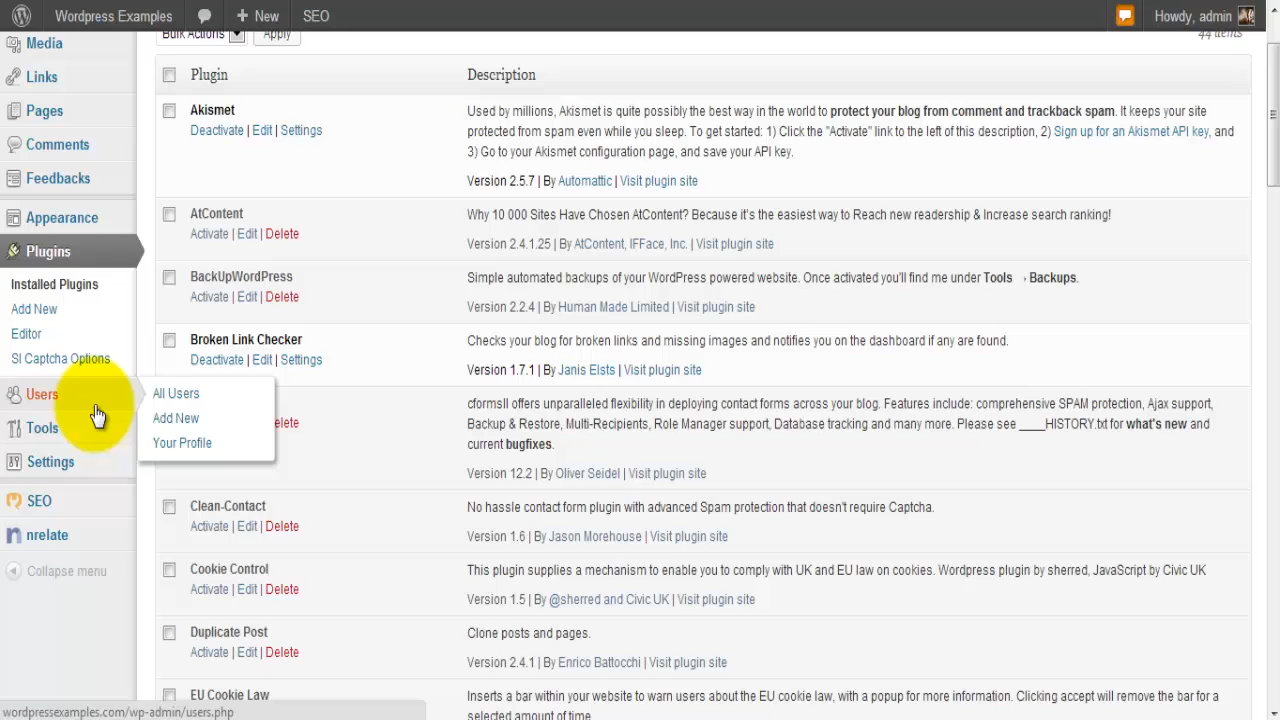 Wordpress Examples
New
SEO
Howdy, admin
Media
Links
Pages
Comments
Feedbacks
Appearance
Plugins
Installed Plugins
Add New
Editor
SI Captcha Options
Users
Tools
Settings
SEO
nrelate
Collapse menu
All Users
Add New
Your Profile
Bulk Actions
Apply
44 items
Plugin
Description
Akismet
Deactivate | Edit | Settings
Used by millions, Akismet is quite possibly the best way in the world to protect your blog from comment and trackback spam. It keeps your site
protected from spam even while you sleep. To get started: 1) Click the "Activate" link to the left of this description, 2) Sign up for an Akismet API key, and
3) Go to your Akismet configuration page, and save your API key.
Version 2.5.7 | By Automattic | Visit plugin site
AtContent
Activate | Edit | Delete
Why 10 000 Sites Have Chosen AtContent? Because it's the easiest way to Reach new readership & Increase search ranking!
Version 2.4.1.25 | By AtContent, IFFace, Inc. | Visit plugin site
BackUpWordPress
Activate | Edit | Delete
Simple automated backups of your WordPress powered website. Once activated you'll find me under Tools → Backups.
Version 2.2.4 | By Human Made Limited | Visit plugin site
Broken Link Checker
Deactivate | Edit | Settings
Checks your blog for broken links and missing images and notifies you on the dashboard if any are found.
Version 1.7.1 | By Janis Elsts | Visit plugin site
elete
cformsII offers unparalleled flexibility in deploying contact forms across your blog. Features include: comprehensive SPAM protection, Ajax support,
Backup & Restore, Multi-Recipients, Role Manager support, Database tracking and many more. Please see ____HISTORY.txt for what's new and
current bugfixes.
Version 12.2 | By Oliver Seidel | Visit plugin site
Clean-Contact
Activate | Edit | Delete
No hassle contact form plugin with advanced Spam protection that doesn't require Captcha.
Version 1.6 | By Jason Morehouse | Visit plugin site
Cookie Control
Activate | Edit | Delete
This plugin supplies a mechanism to enable you to comply with UK and EU law on cookies. Wordpress plugin by sherred, JavaScript by Civic UK
Version 1.5 | By @sherred and Civic UK | Visit plugin site
Duplicate Post
Activate | Edit | Delete
Clone posts and pages.
Version 2.4.1 | By Enrico Battocchi | Visit plugin site
EU Cookie Law
Inserts a bar within your website to warn users about the EU cookie law, with a popup for more information. Clicking accept will remove the bar for a
selected amount of time.
wordpressexamples.com/wp-admin/users.php